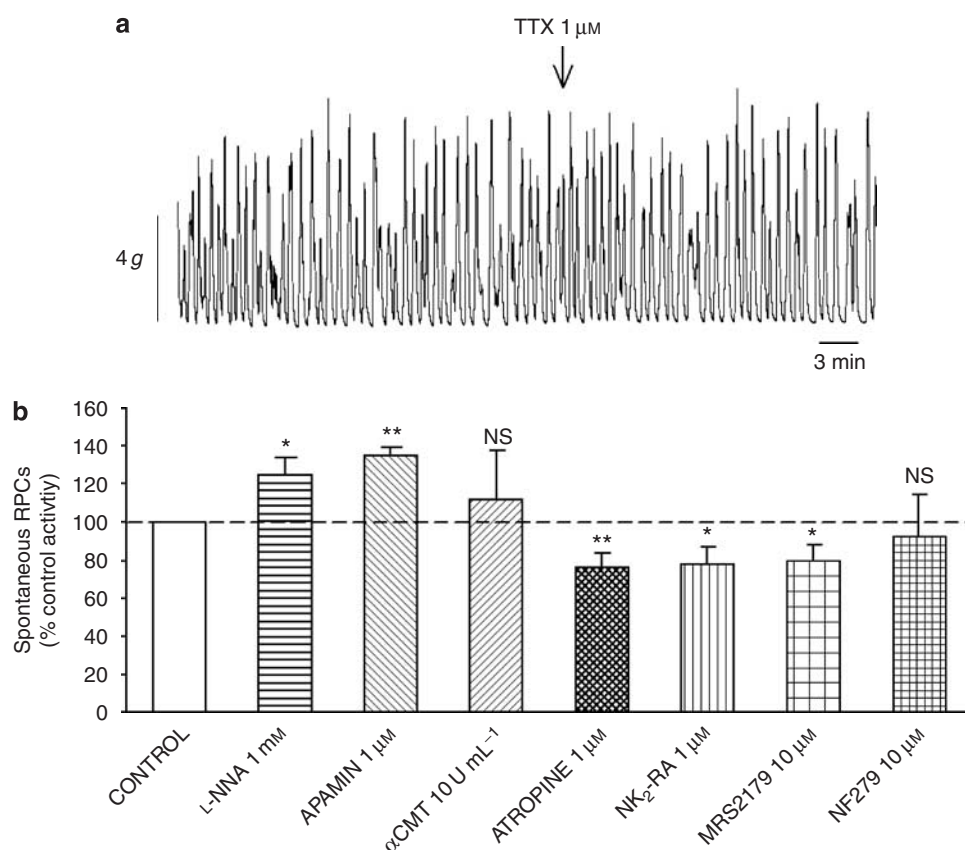 a
TTX 1 µM
4 g
3 min
b
Spontaneous RPCs
(% control activtiy)
160
140
120
100
80
60
40
20
0
*
**
NS
**
*
*
NS
CONTROL
L-NNA 1 mM
APAMIN 1 µM
αCMT 10 U mL⁻¹
ATROPINE 1 µM
NK₂-RA 1 µM
MRS2179 10 µM
NF279 10 µM